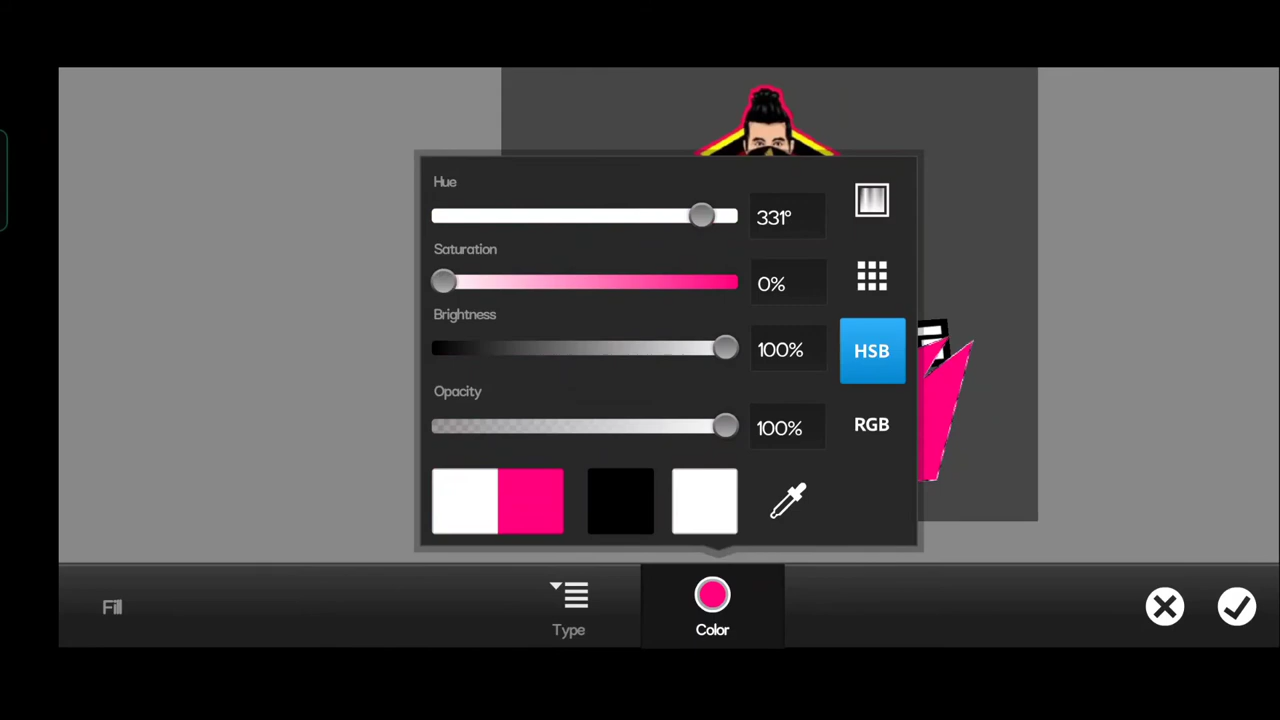 Hue
331°
Saturation
0%
Brightness
100%
HSB
Opacity
100%
RGB
Fill
Type
Color